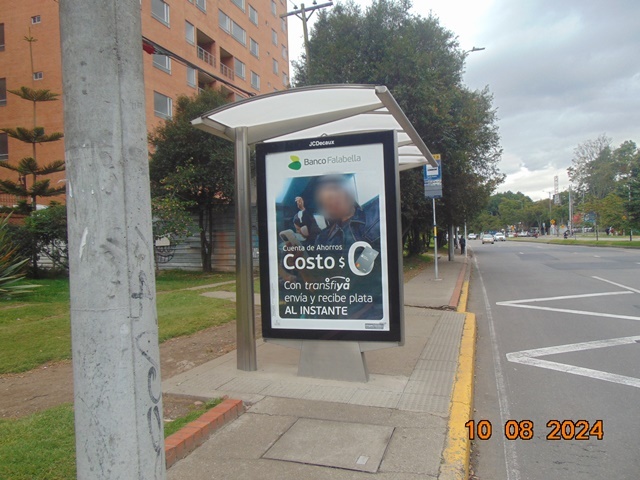 JCDecaux
Banco Falabella
Cuenta de Ahorros
Costo $0
Con transfiya
envía y recibe plata
AL INSTANTE
10 08 2024